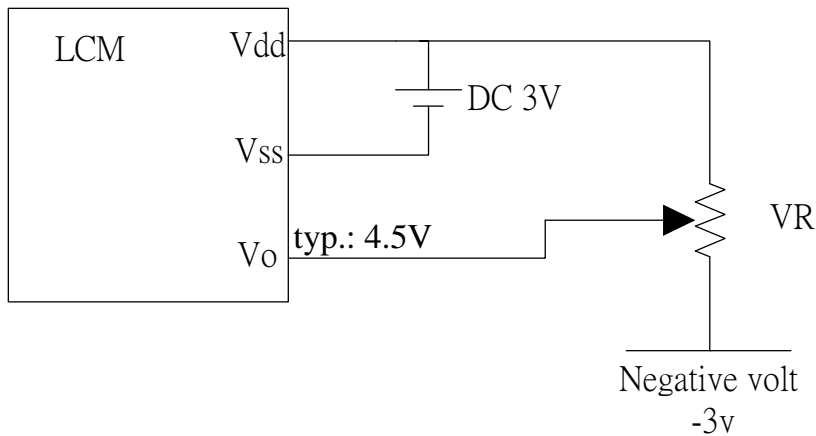 LCM
Vdd
DC 3V
Vss
typ.: 4.5V
Vo
VR
Negative volt
-3v